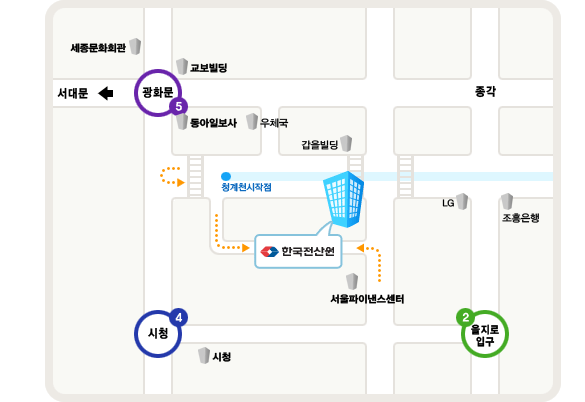 세종문화회관
교보빌딩
서대문
광화문
5
종각
동아일보사
우체국
갑을빌딩
청계천시작점
LG
조흥은행
한국전산원
서울파이낸스센터
시청
4
2
을지로
입구
시청